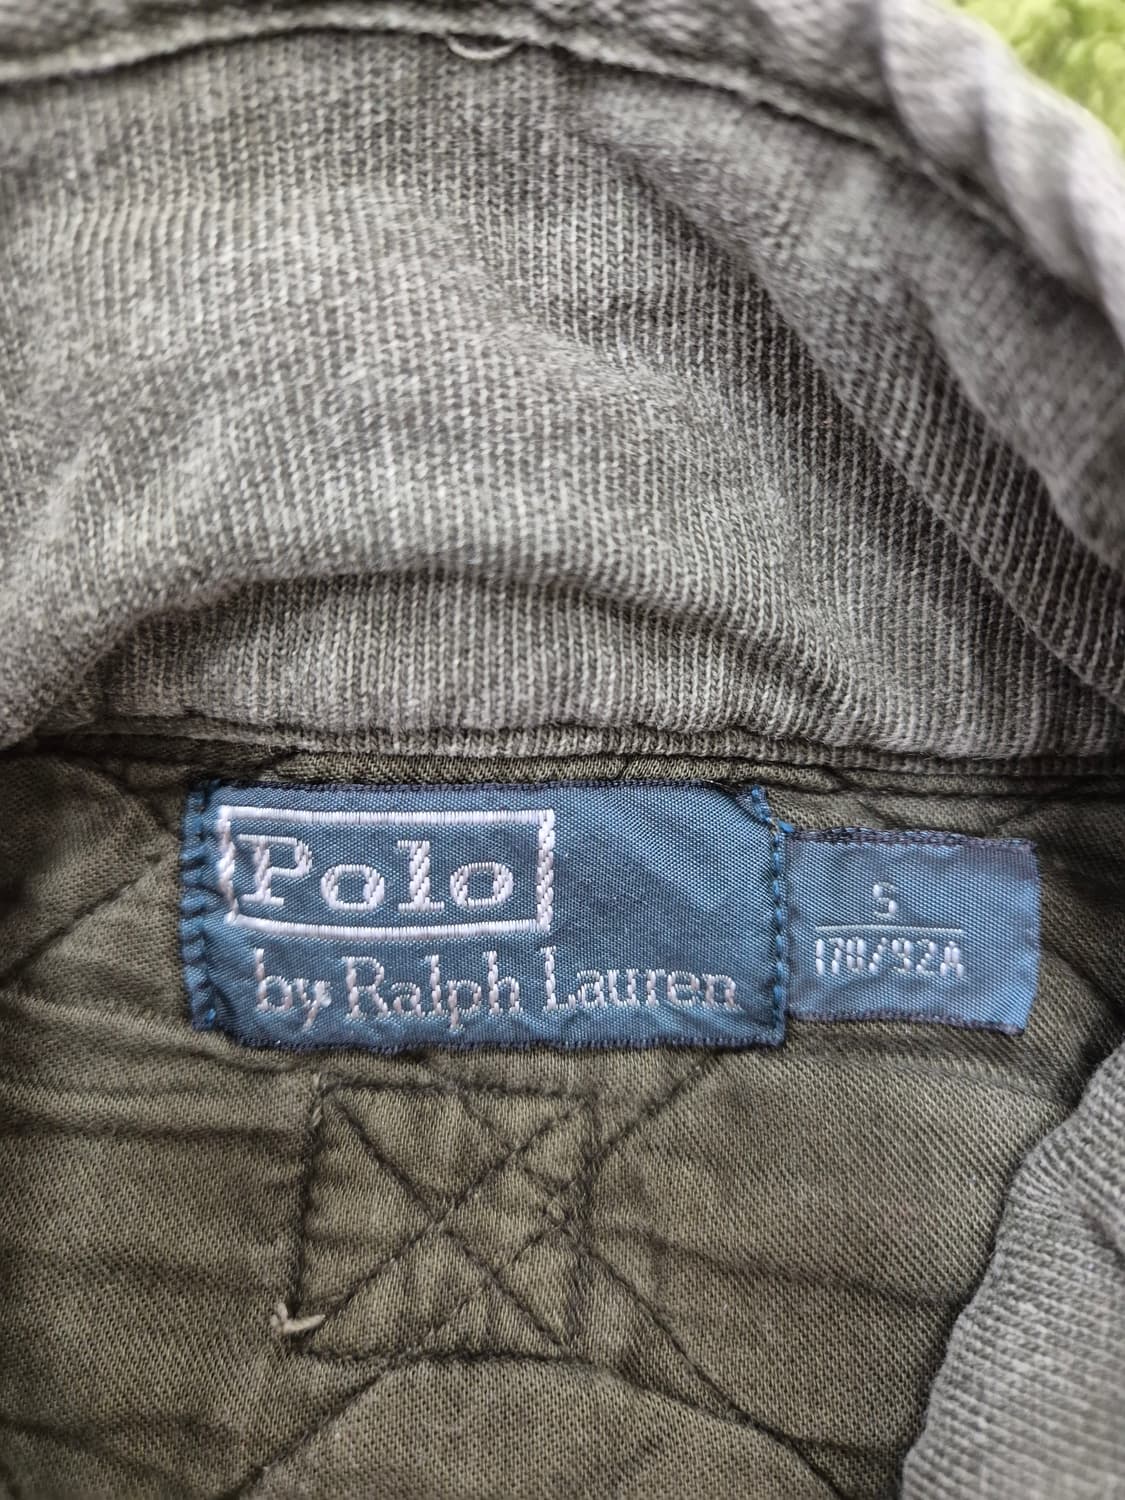 Polo
by Ralph Lauren
S
170/92A